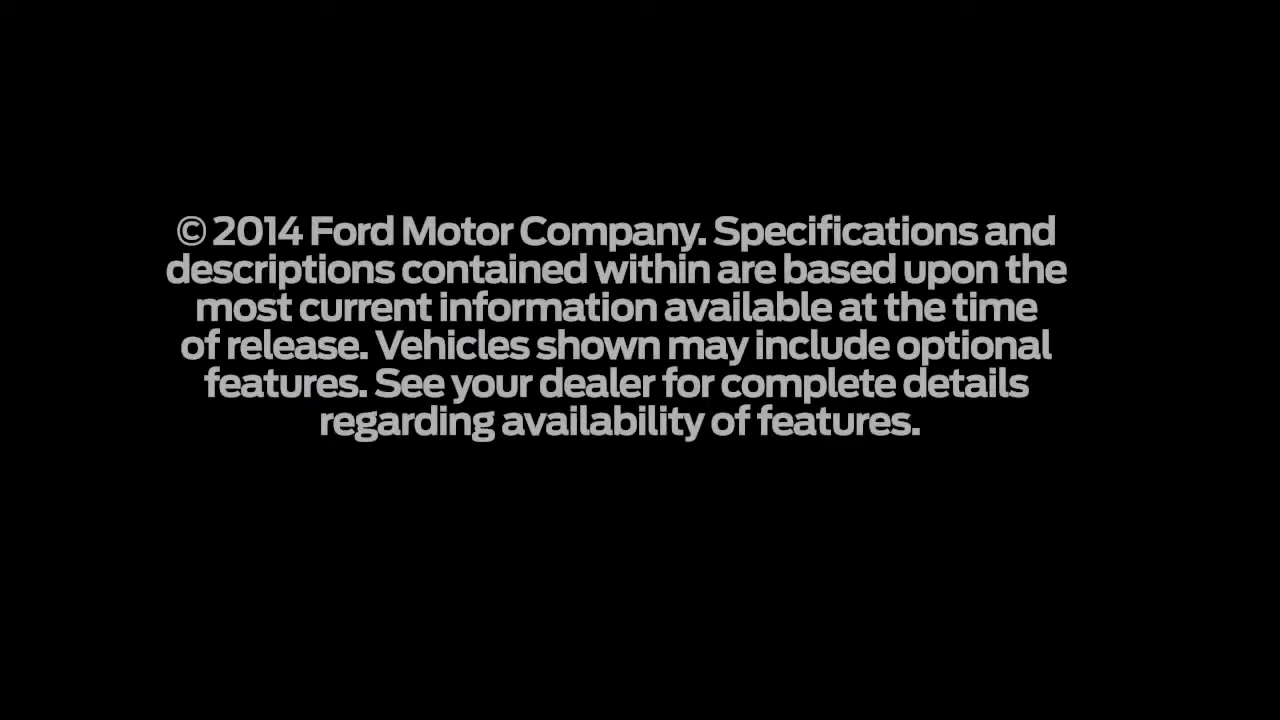 © 2014 Ford Motor Company. Specifications and
descriptions contained within are based upon the
most current information available at the time
of release. Vehicles shown may include optional
features. See your dealer for complete details
regarding availability of features.